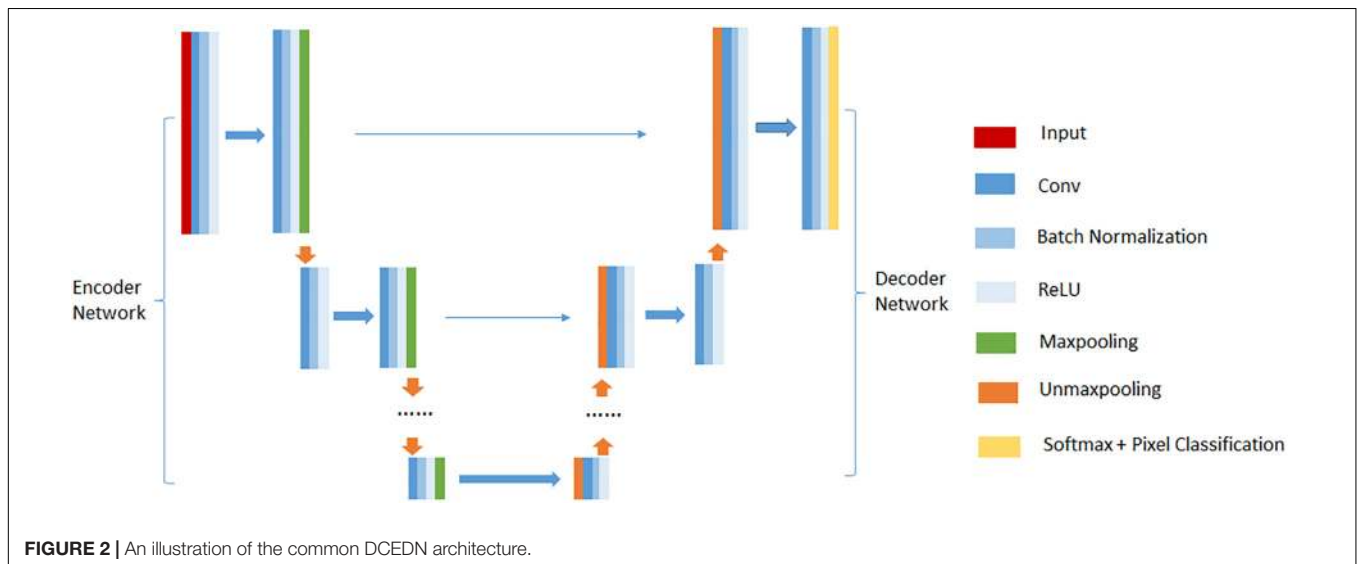 Encoder
Network
......
......
Decoder
Network
Input
Conv
Batch Normalization
ReLU
Maxpooling
Unmaxpooling
Softmax + Pixel Classification
FIGURE 2 | An illustration of the common DCEDN architecture.